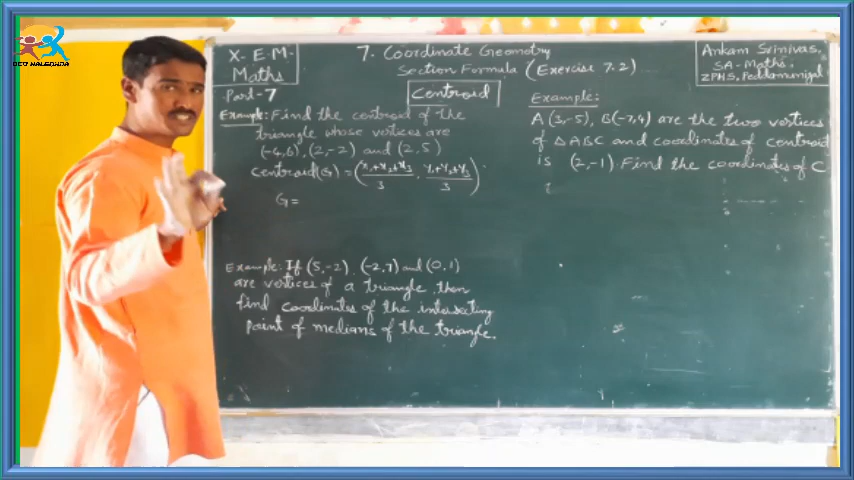 DCV NALGONDA
X- E.M-
Maths
Part-7
7. Coordinate Geometry
Section Formula (Exercise 7.2)
Centroid
Ankam Srinivas.
SA-Maths.
ZPHS, Peddamunigal
Example: Find the centroid of the
triangle whose vertices are
(-4,6), (2,-2) and (2,5)
Centroid(G) = (x₁+x₂+x₃/3, y₁+y₂+y₃/3)
G=
Example: If (5,-2), (-2,7) and (0,1)
are vertices of a triangle, then
find coordinates of the intersecting
point of medians of the triangle.
Example:
A (3,-5), B(-7,4) are the two vertices
of △ABC and coordinates of centroid
is (2,-1). Find the coordinates of C